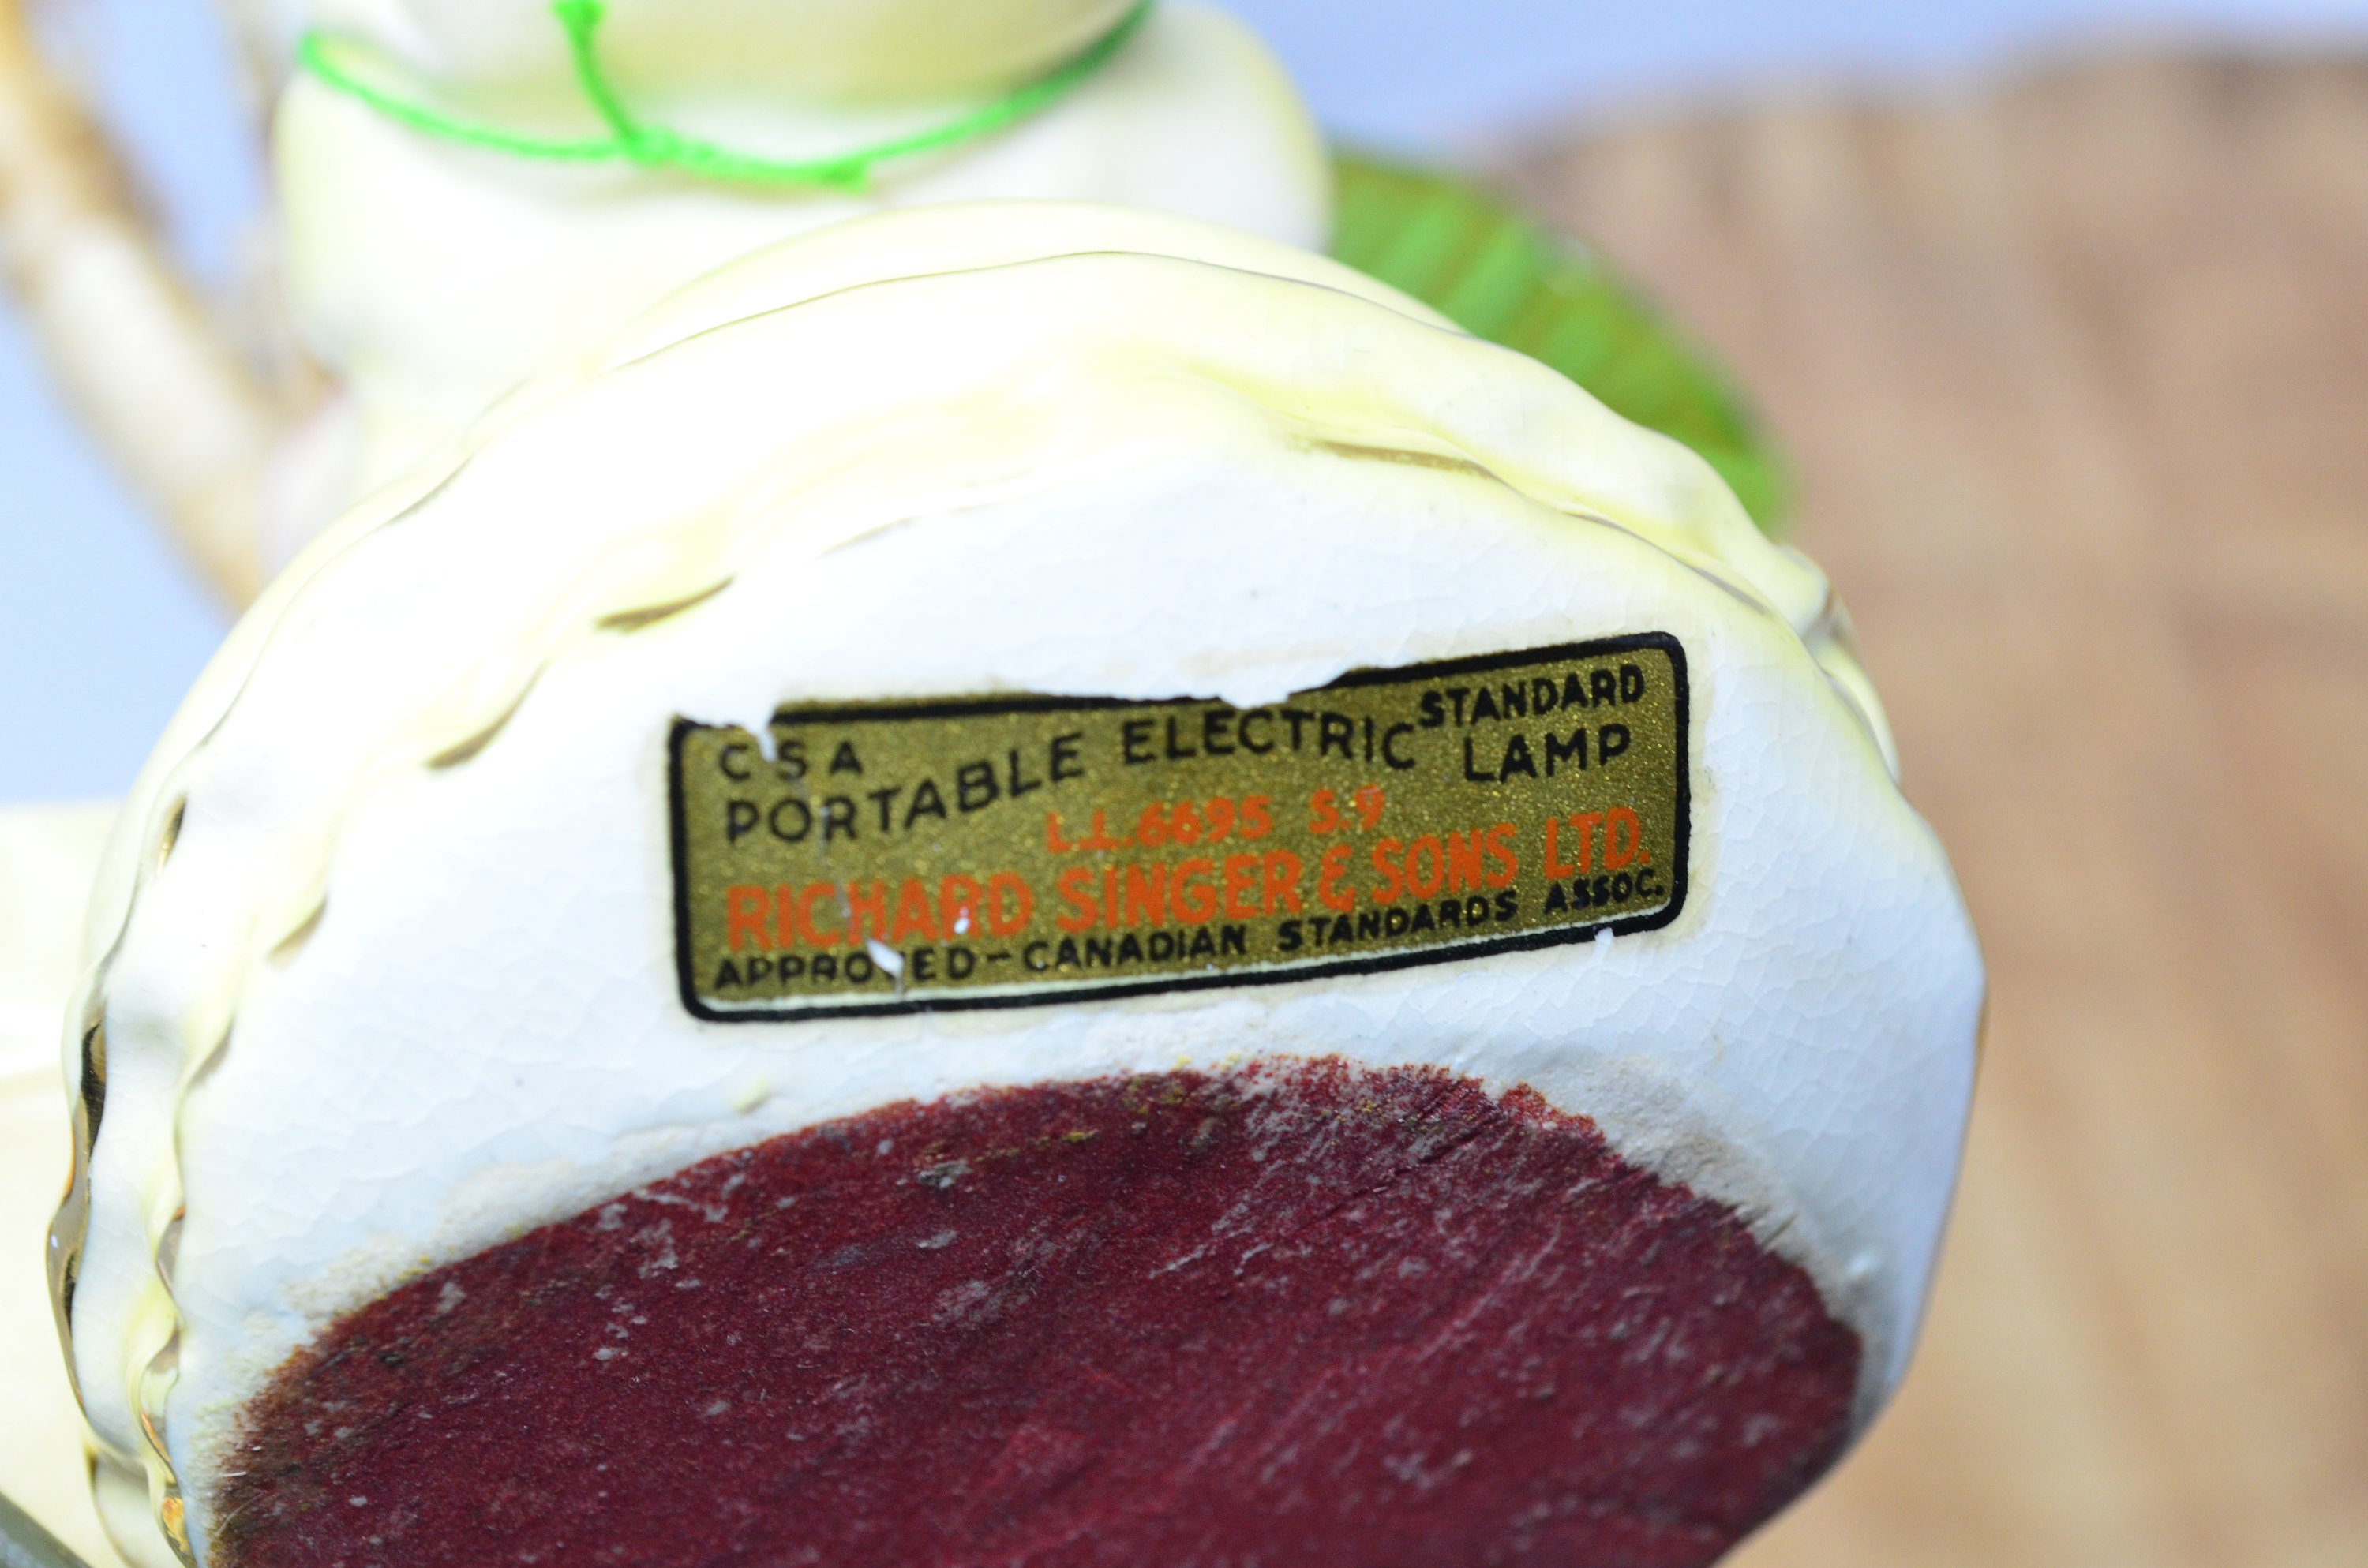 CSA STANDARD
PORTABLE ELECTRIC LAMP
L.L.6695 S.9
RICHARD SINGER & SONS LTD.
APPROVED-CANADIAN STANDARDS ASSOC.